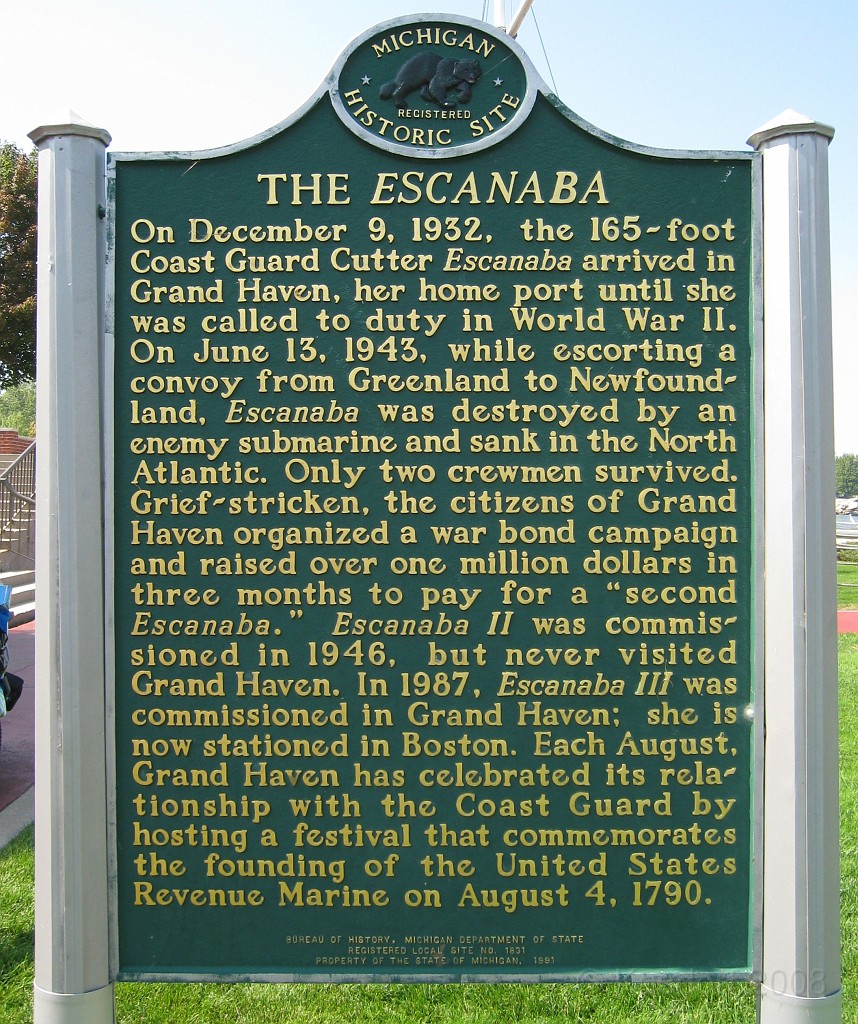 MICHIGAN
REGISTERED
HISTORIC SITE
THE ESCANABA
On December 9, 1932, the 165-foot
Coast Guard Cutter Escanaba arrived in
Grand Haven, her home port until she
was called to duty in World War II.
On June 13, 1943, while escorting a
convoy from Greenland to Newfound-
land, Escanaba was destroyed by an
enemy submarine and sank in the North
Atlantic. Only two crewmen survived.
Grief-stricken, the citizens of Grand
Haven organized a war bond campaign
and raised over one million dollars in
three months to pay for a “second
Escanaba.” Escanaba II was commis-
sioned in 1946, but never visited
Grand Haven. In 1987, Escanaba III was
commissioned in Grand Haven; she is
now stationed in Boston. Each August,
Grand Haven has celebrated its rela-
tionship with the Coast Guard by
hosting a festival that commemorates
the founding of the United States
Revenue Marine on August 4, 1790.
BUREAU OF HISTORY, MICHIGAN DEPARTMENT OF STATE
REGISTERED LOCAL SITE NO. 1831
PROPERTY OF THE STATE OF MICHIGAN, 1991
2008